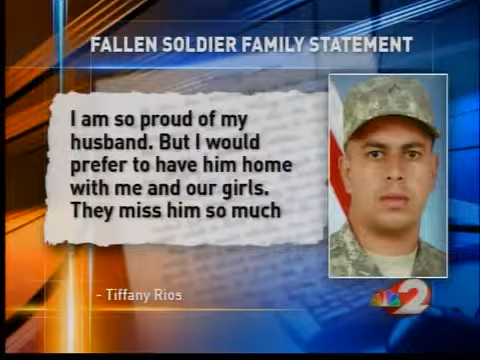 FALLEN SOLDIER FAMILY STATEMENT
I am so proud of my
husband. But I would
prefer to have him home
with me and our girls.
They miss him so much
- Tiffany Rios
2